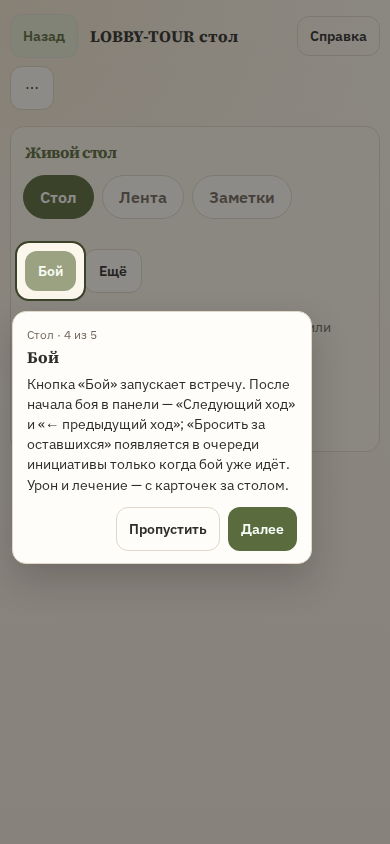 Назад
LOBBY-TOUR стол
Справка
...
Живой стол
Стол
Лента
Заметки
Бой
Ещё
или
Стол · 4 из 5
Бой
Кнопка «Бой» запускает встречу. После
начала боя в панели — «Следующий ход»
и «← предыдущий ход»; «Бросить за
оставшихся» появляется в очереди
инициативы только когда бой уже идёт.
Урон и лечение — с карточек за столом.
Пропустить
Далее